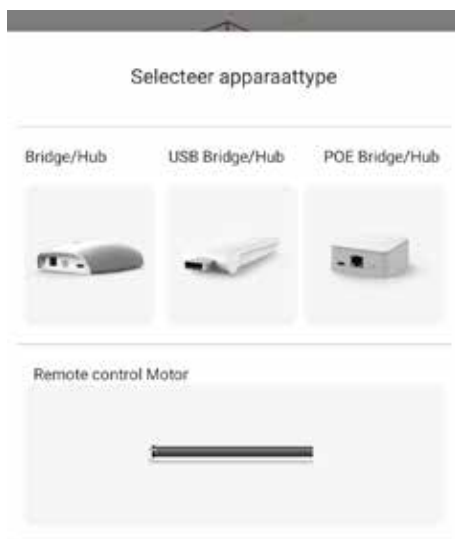 Selecteer apparaattype
Bridge/Hub USB Bridge/Hub POE Bridge/Hub
Remote control Motor